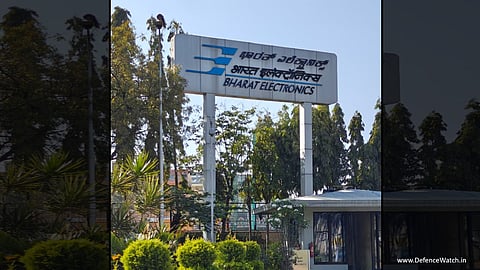 ಭಾರತ್ ಎಲೆಕ್ಟ್ರಾನಿಕ್ಸ್
भारत इलेक्ट्रॉनिक्स
BHARAT ELECTRONICS
www.DefenceWatch.in